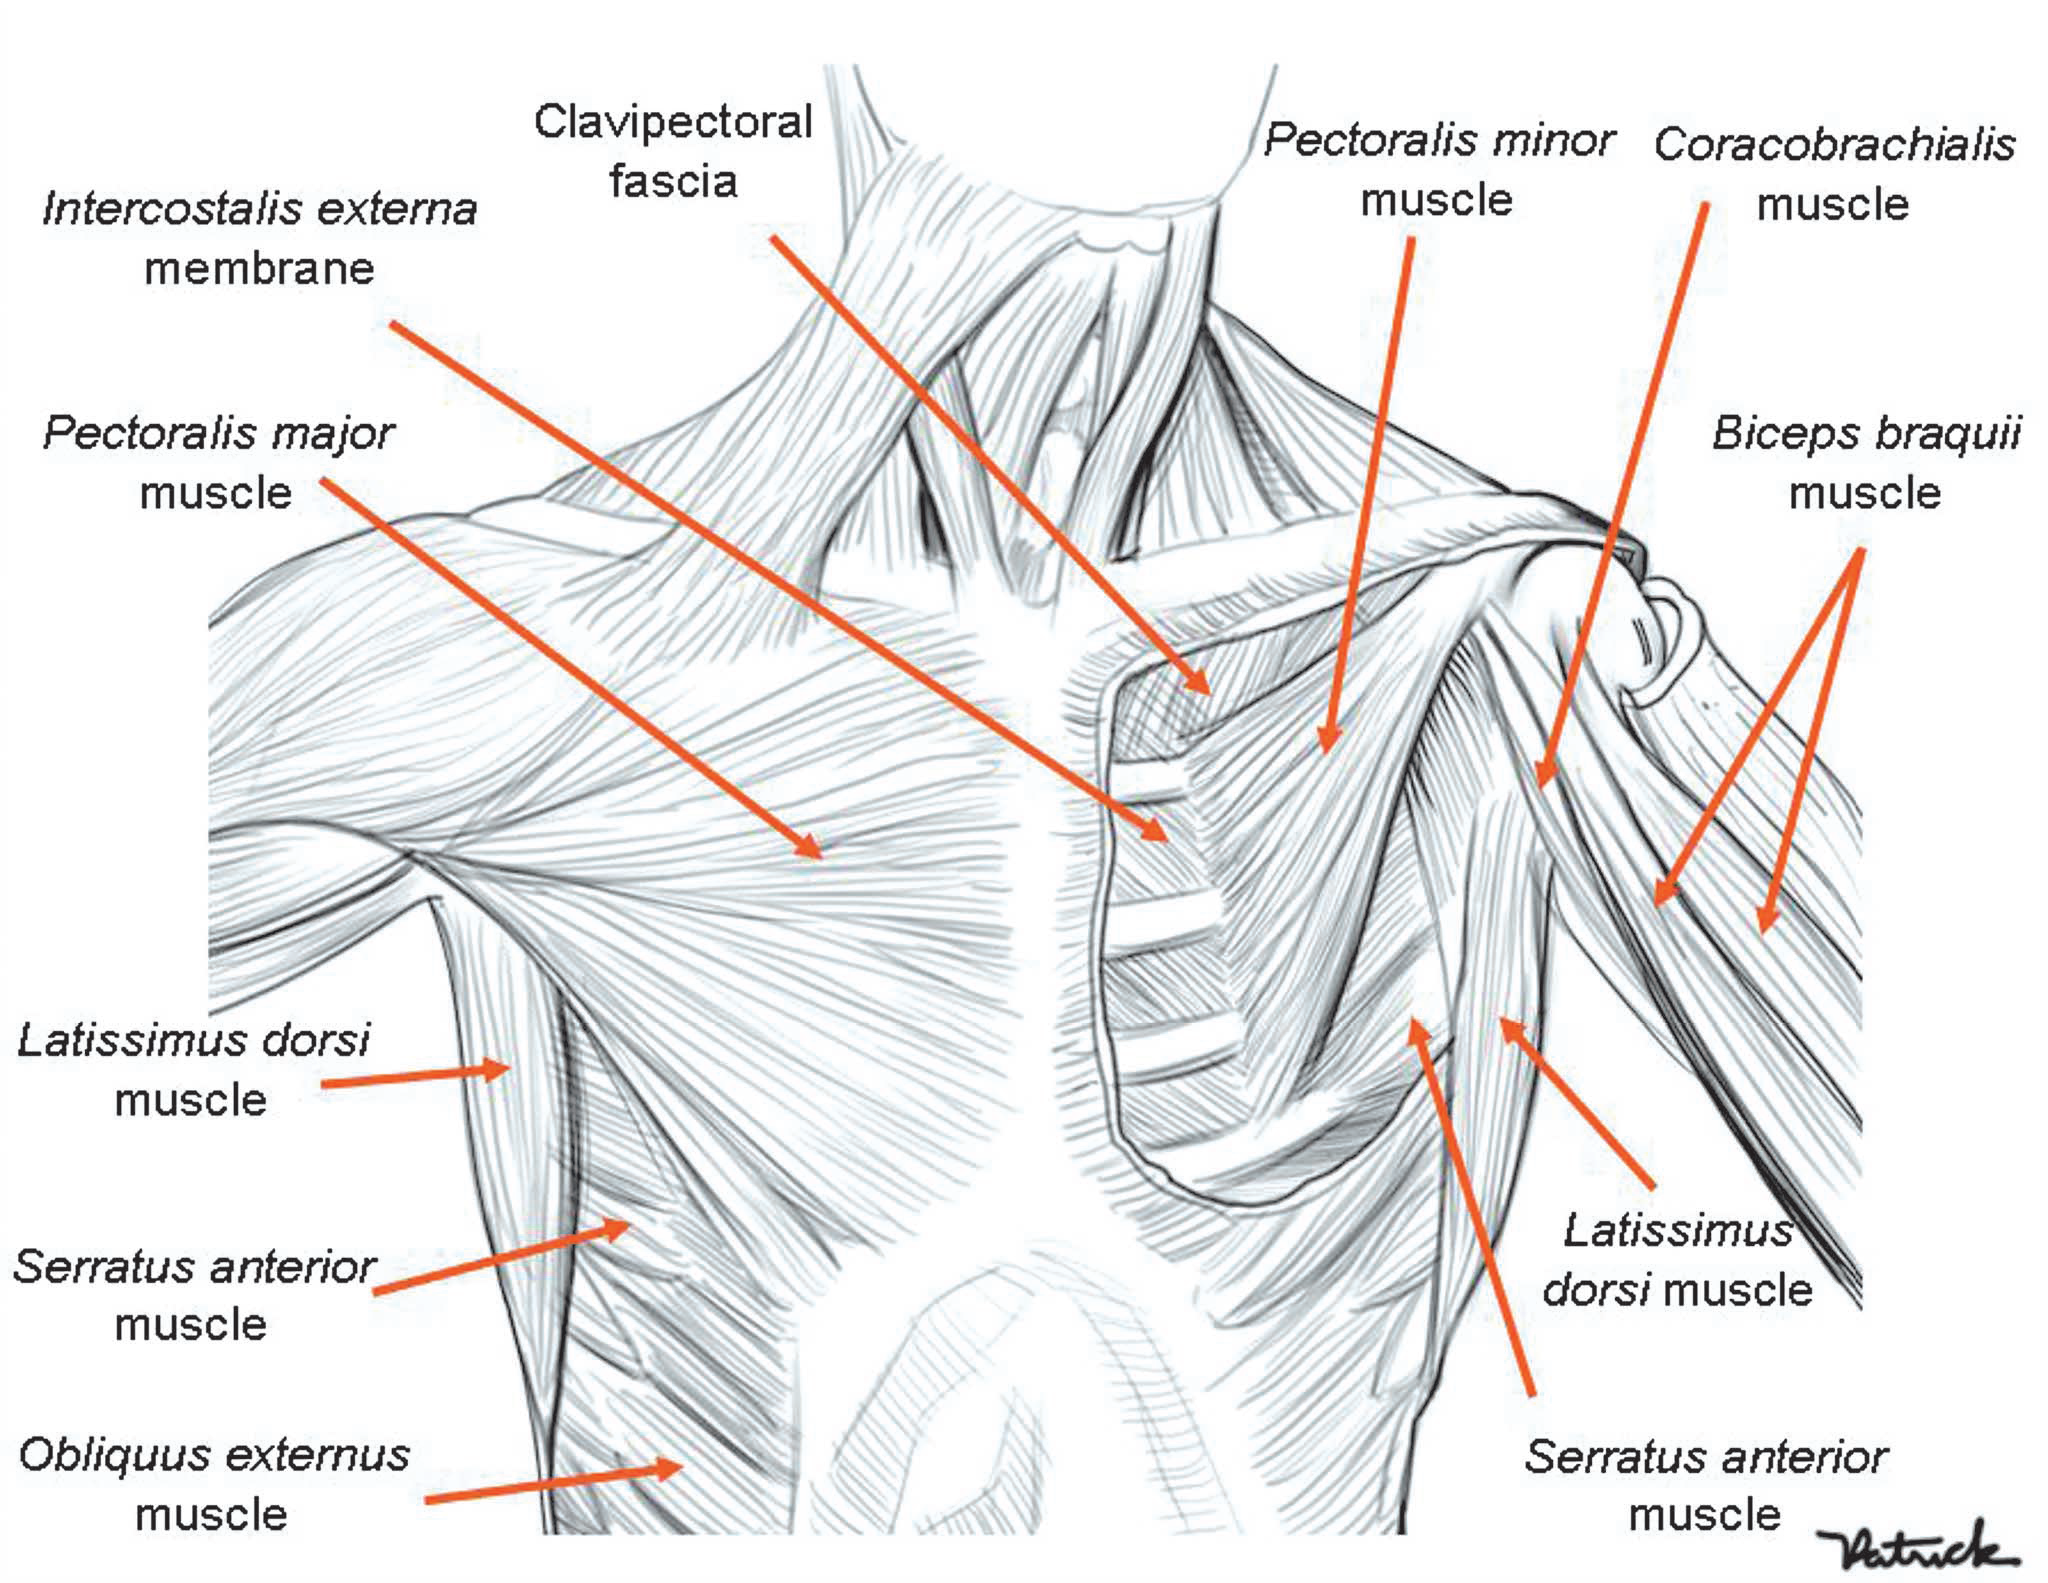 Clavipectoral
fascia
Pectoralis minor
muscle
Coracobrachialis
muscle
Intercostalis externa
membrane
Pectoralis major
muscle
Biceps braquii
muscle
Latissimus dorsi
muscle
Latissimus
dorsi muscle
Serratus anterior
muscle
Obliquus externus
muscle
Serratus anterior
muscle
Patrick